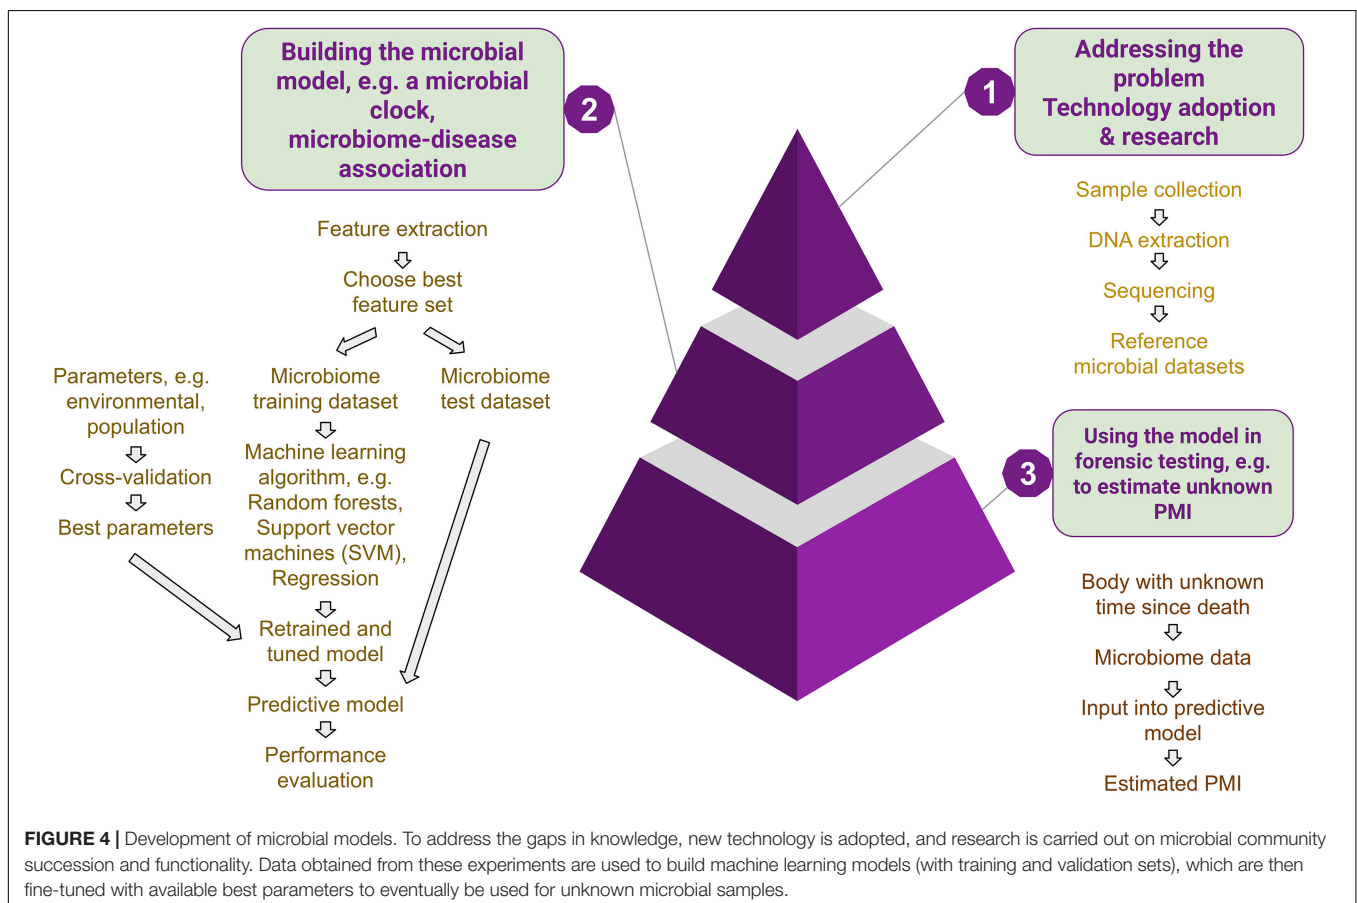 Building the microbial
model, e.g. a microbial
clock,
microbiome-disease
association
2
Feature extraction
Choose best
feature set
Parameters, e.g.
environmental,
population
Cross-validation
Best parameters
Microbiome
training dataset
Machine learning
algorithm, e.g.
Random forests,
Support vector
machines (SVM),
Regression
Retrained and
tuned model
Predictive model
Performance
evaluation
Microbiome
test dataset
1
Addressing the
problem
Technology adoption
& research
Sample collection
DNA extraction
Sequencing
Reference
microbial datasets
3
Using the model in
forensic testing, e.g.
to estimate unknown
PMI
Body with unknown
time since death
Microbiome data
Input into predictive
model
Estimated PMI
FIGURE 4 | Development of microbial models. To address the gaps in knowledge, new technology is adopted, and research is carried out on microbial community
succession and functionality. Data obtained from these experiments are used to build machine learning models (with training and validation sets), which are then
fine-tuned with available best parameters to eventually be used for unknown microbial samples.